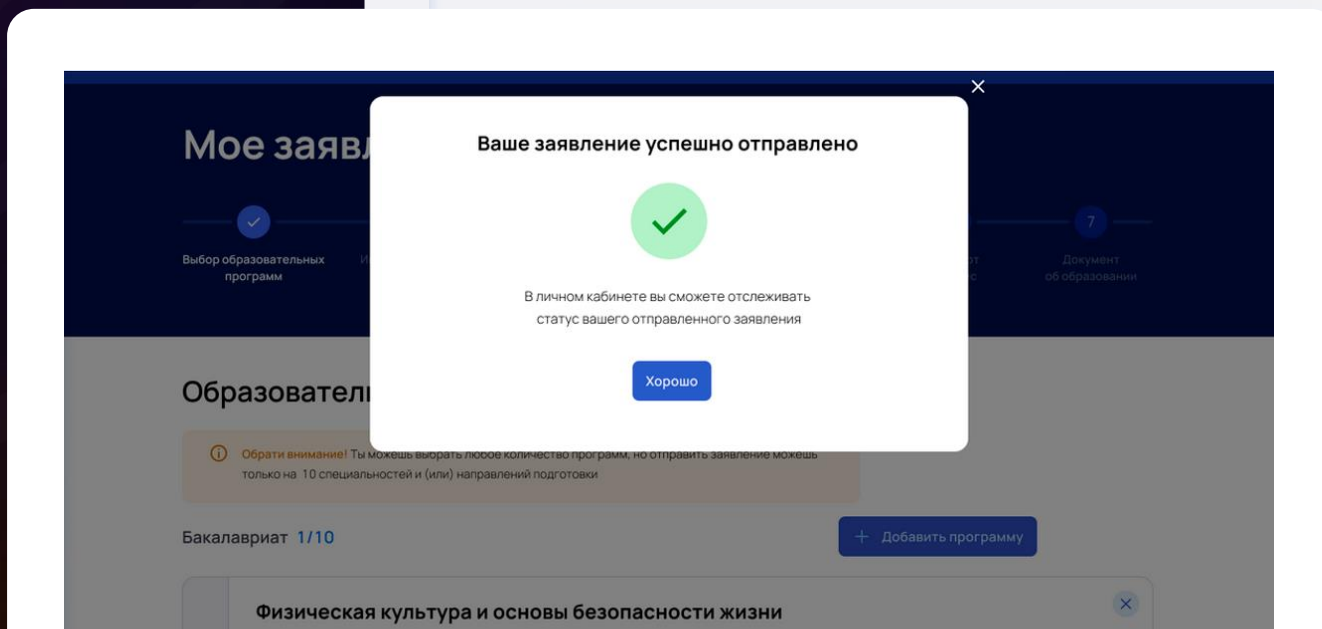 Мое заявл
Ваше заявление успешно отправлено
Выбор образовательных
программ
7
Документ
об образовании
В личном кабинете вы сможете отслеживать
статус вашего отправленного заявления
Хорошо
Образовател
Обрати внимание! Ты можешь выбрать любое количество программ, но отправить заявление можешь
только на 10 специальностей и (или) направлений подготовки
Бакалавриат 1/10
+ Добавить программу
Физическая культура и основы безопасности жизни